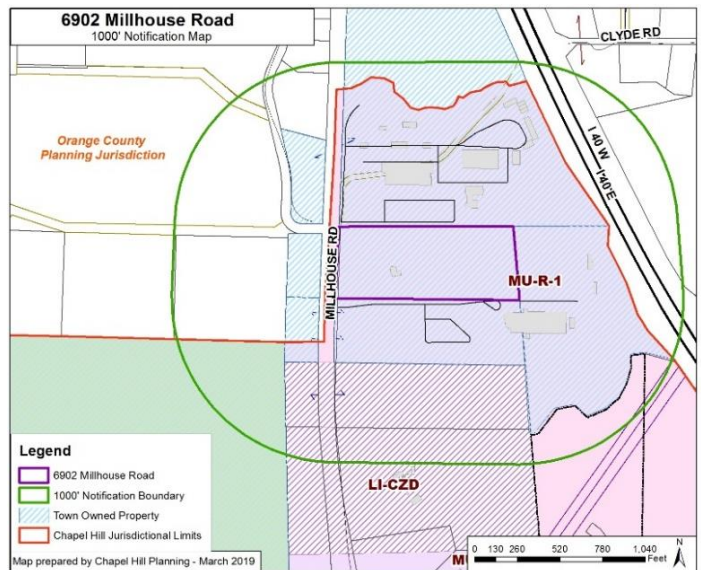 6902 Millhouse Road
1000' Notification Map
CLYDE RD
Orange County
Planning Jurisdiction
I 40 W
I 40 E
MILLHOUSE RD
MU-R-1
Legend
6902 Millhouse Road
1000' Notification Boundary
Town Owned Property
Chapel Hill Jurisdictional Limits
LI-CZD
Map prepared by Chapel Hill Planning - March 2019
0 130 260 520 780 1,040
Feet
N